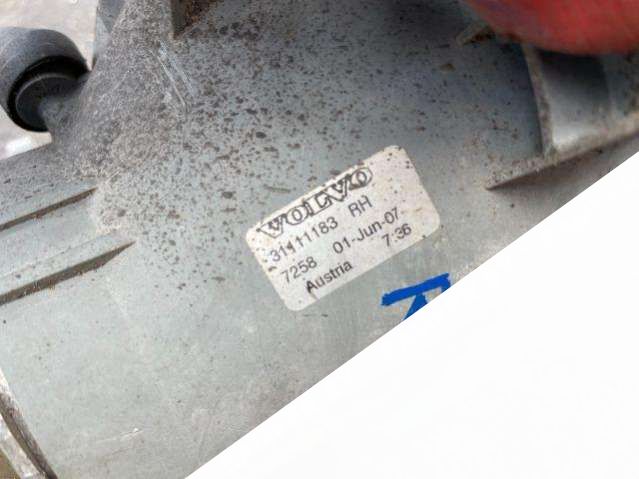 VOLVO
31111183 RH
7258 01-Jun-07
Austria 7:36